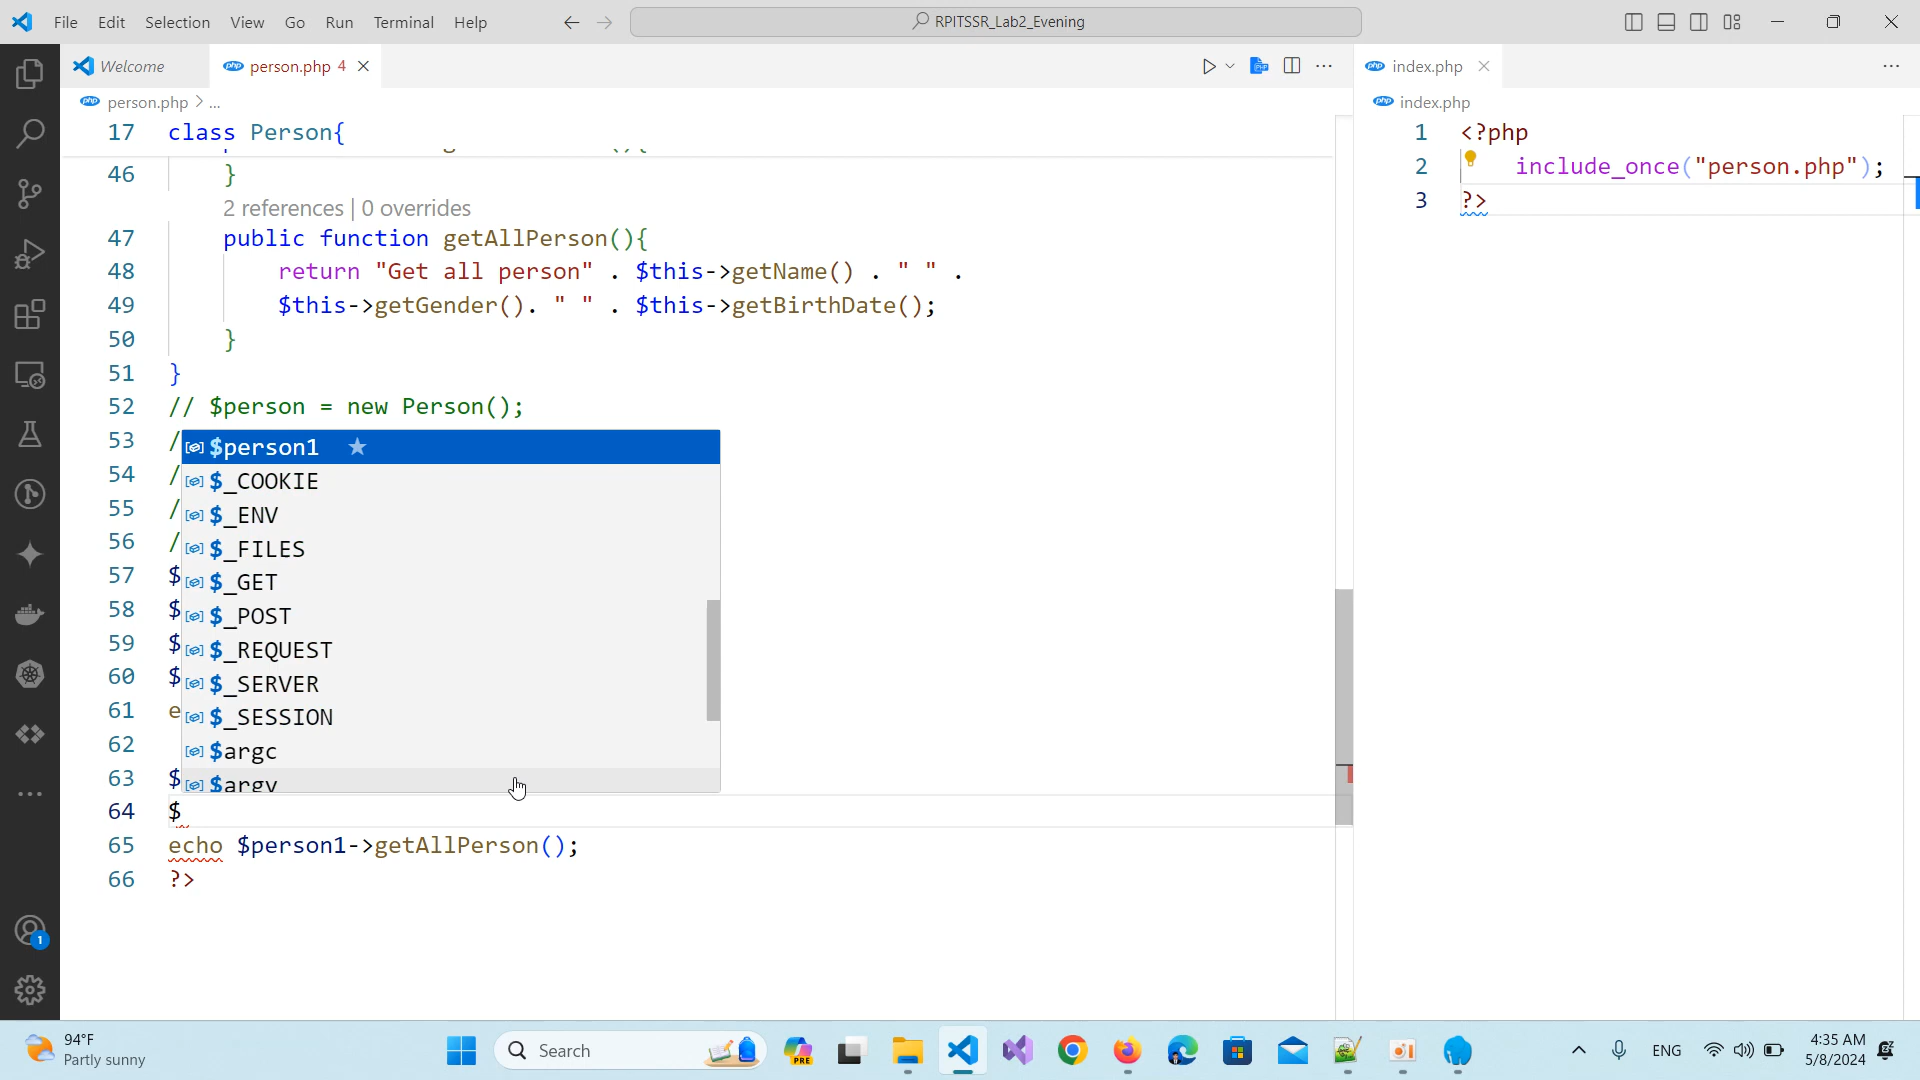 File Edit Selection View Go Run Terminal Help
RPITSSR_Lab2_Evening
Welcome
person.php 4
index.php
person.php > ...
index.php
17 class Person{
46 }
2 references | 0 overrides
47 public function getAllPerson(){
48 return "Get all person" . $this->getName() . " " .
49 $this->getGender(). " " . $this->getBirthDate();
50 }
51 }
52 // $person = new Person();
53 /
54 /
55 /
56 /
57 $
58 $
59 $
60 $
61 e
62
63 $
64 $
65 echo $person1->getAllPerson();
66 ?>
$person1
$_COOKIE
$_ENV
$_FILES
$_GET
$_POST
$_REQUEST
$_SERVER
$_SESSION
$argc
$argv
1 <?php
2 include_once("person.php");
3 ?>
1
94°F
Partly sunny
Search
PRE
ENG
4:35 AM
5/8/2024